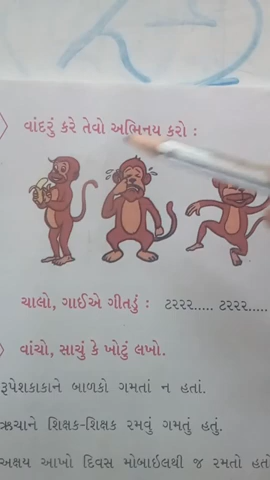 વાંદરું કરે તેવો અભિનય કરો :
ચાલો, ગાઈએ ગીતડું : ટરરર..... ટરરર.....
વાંચો, સાચું કે ખોટું લખો.
રૂપેશકાકાને બાળકો ગમતાં ન હતાં.
ઋચાને શિક્ષક-શિક્ષક રમવું ગમતું હતું.
અક્ષય આખો દિવસ મોબાઈલથી જ રમતો હતો